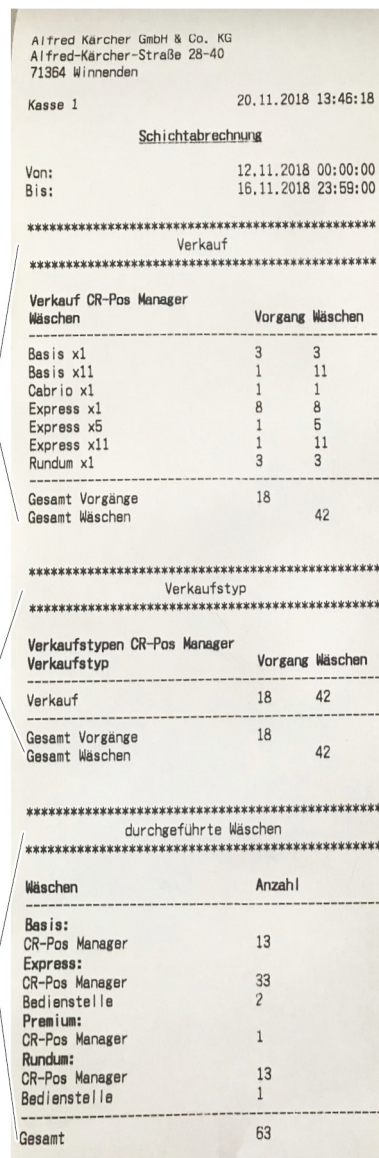 Alfred Kärcher GmbH & Co. KG
Alfred-Kärcher-Straße 28-40
71364 Winnenden
Kasse 1 20.11.2018 13:46:18
Schichtabrechnung
Von: 12.11.2018 00:00:00
Bis: 16.11.2018 23:59:00
************************************************
Verkauf
************************************************
Verkauf CR-Pos Manager
Wäschen Vorgang Wäschen
------------------------------------------------
Basis x1 3 3
Basis x11 1 11
Cabrio x1 1 1
Express x1 8 8
Express x5 1 5
Express x11 1 11
Rundum x1 3 3
------------------------------------------------
Gesamt Vorgänge 18
Gesamt Wäschen 42
************************************************
Verkaufstyp
************************************************
Verkaufstypen CR-Pos Manager
Verkaufstyp Vorgang Wäschen
------------------------------------------------
Verkauf 18 42
------------------------------------------------
Gesamt Vorgänge 18
Gesamt Wäschen 42
************************************************
durchgeführte Wäschen
************************************************
Wäschen Anzahl
------------------------------------------------
Basis:
CR-Pos Manager 13
Express:
CR-Pos Manager 33
Bedienstelle 2
Premium:
CR-Pos Manager 1
Rundum:
CR-Pos Manager 13
Bedienstelle 1
------------------------------------------------
Gesamt 63